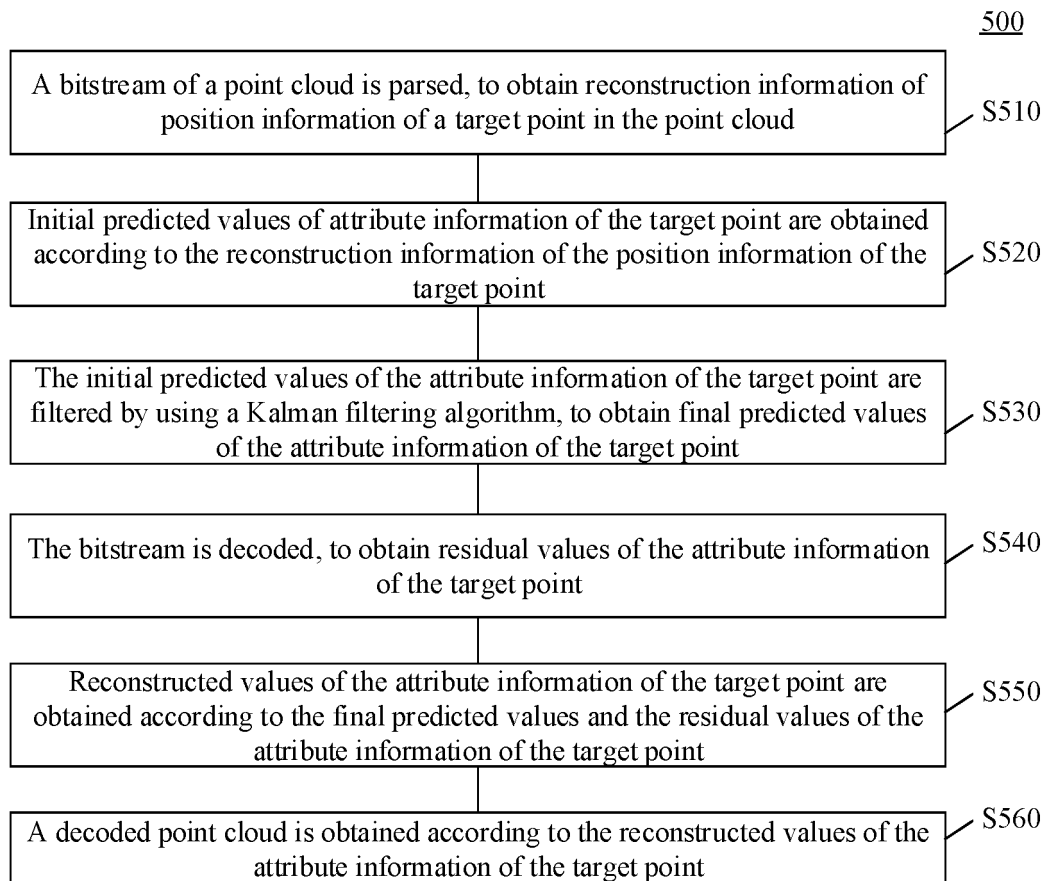 500
A bitstream of a point cloud is parsed, to obtain reconstruction information of
position information of a target point in the point cloud
S510
Initial predicted values of attribute information of the target point are obtained
according to the reconstruction information of the position information of the
target point
S520
The initial predicted values of the attribute information of the target point are
filtered by using a Kalman filtering algorithm, to obtain final predicted values
of the attribute information of the target point
S530
The bitstream is decoded, to obtain residual values of the attribute information
of the target point
S540
Reconstructed values of the attribute information of the target point are
obtained according to the final predicted values and the residual values of the
attribute information of the target point
S550
A decoded point cloud is obtained according to the reconstructed values of the
attribute information of the target point
S560